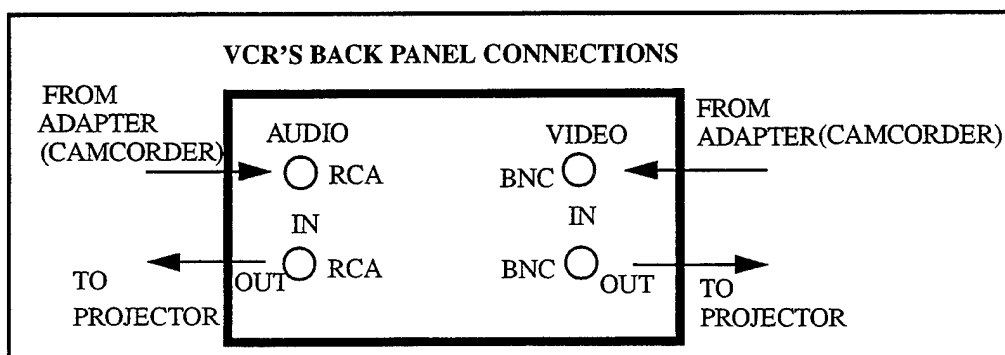 VCR'S BACK PANEL CONNECTIONS
FROM
ADAPTER
(CAMCORDER)
AUDIO
RCA
IN
RCA
OUT
TO
PROJECTOR
VIDEO
BNC
IN
BNC
OUT
FROM
ADAPTER(CAMCORDER)
TO
PROJECTOR